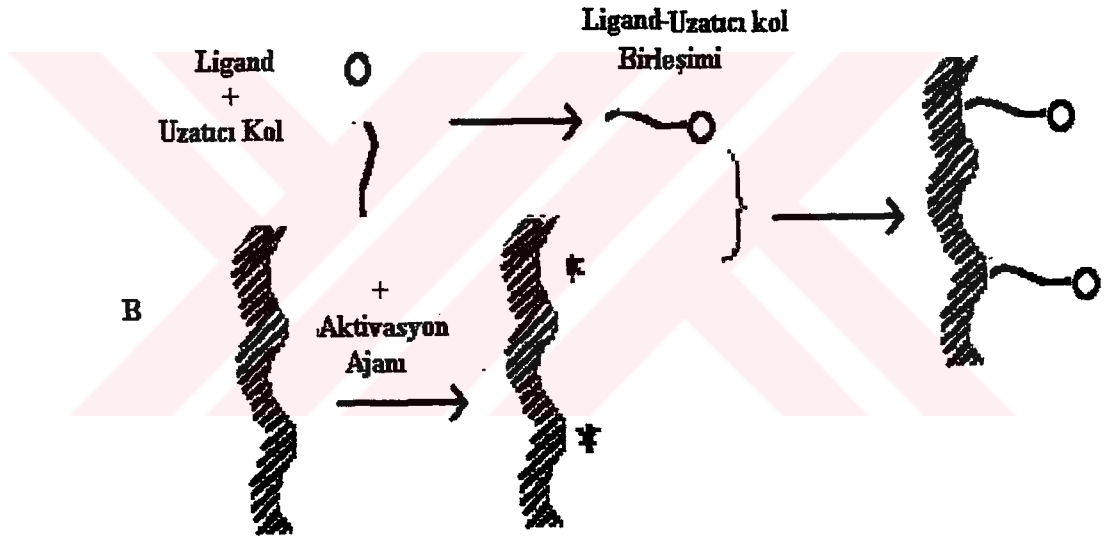 Ligand
+
Uzatıcı Kol
Ligand-Uzatıcı kol
Birleşimi
B
+
Aktivasyon
Ajanı
*
*